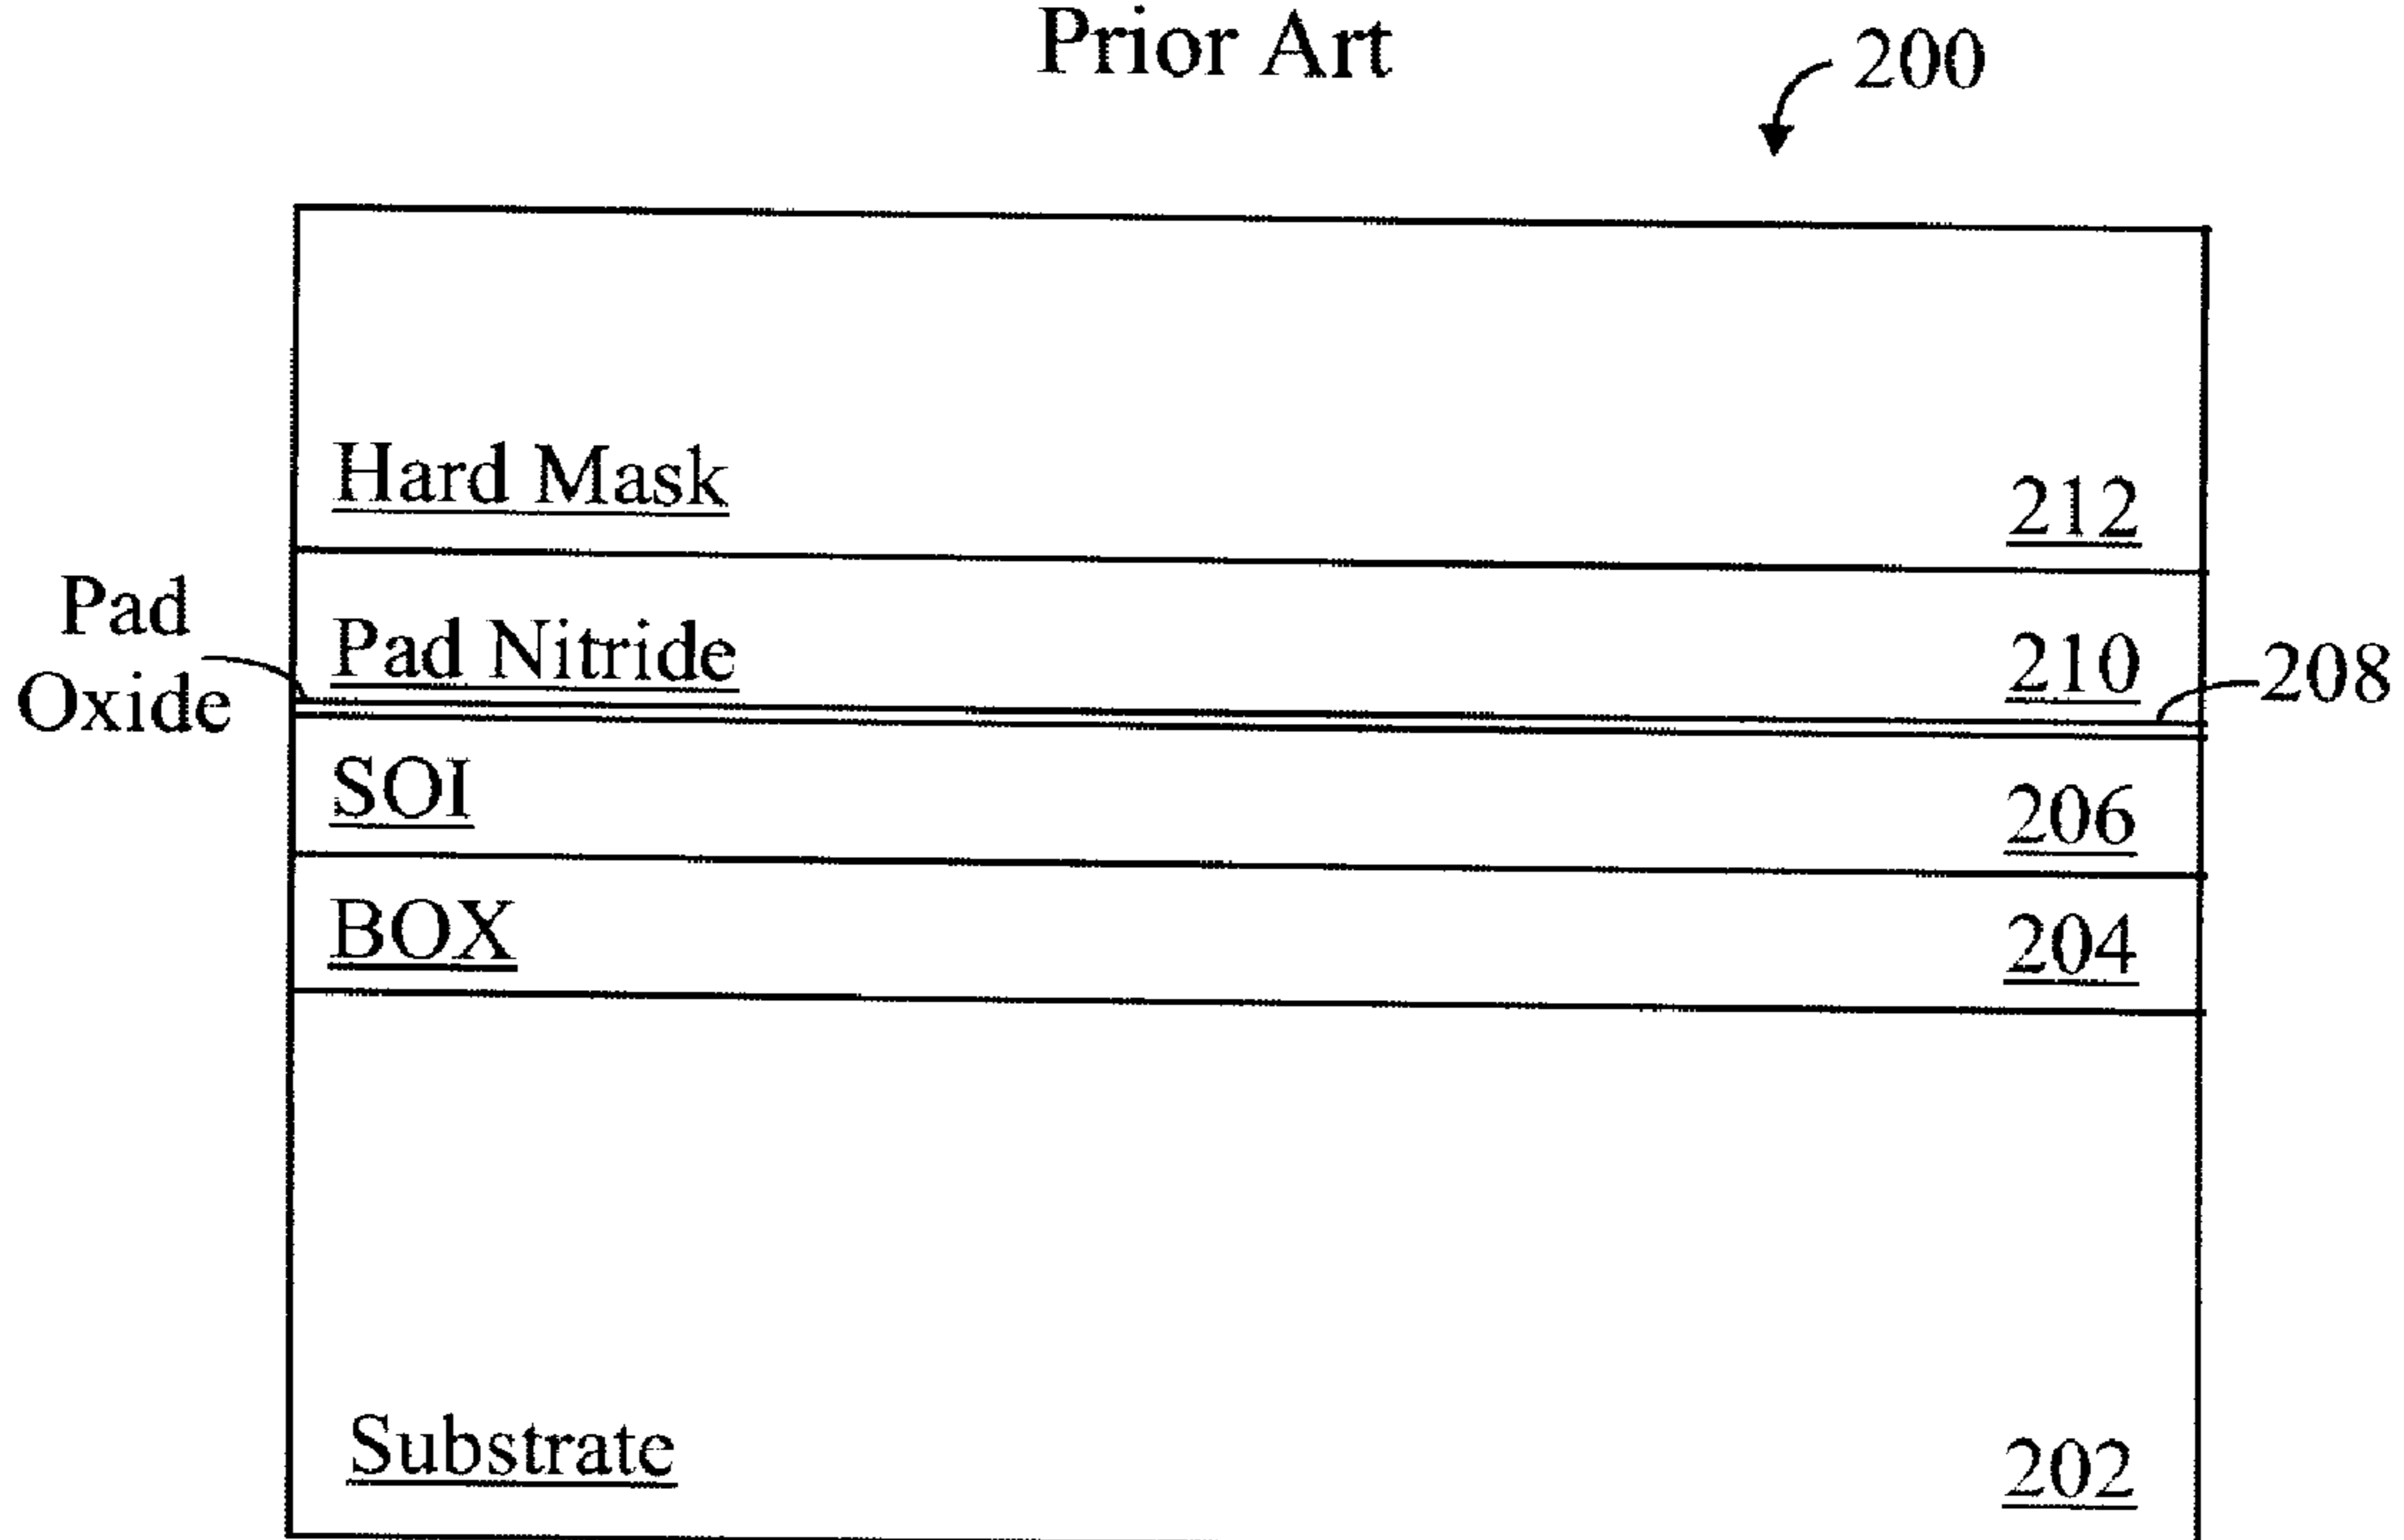 Prior Art
200
Hard Mask
212
Pad
Oxide
Pad Nitride
210
208
SOI
206
BOX
204
Substrate
202